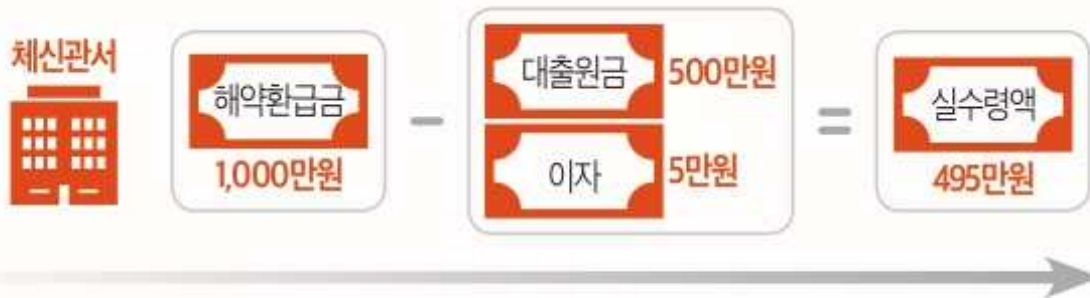 체신관서
해약환급금
1,000만원
-
대출원금 500만원
이자 5만원
=
실수령액
495만원